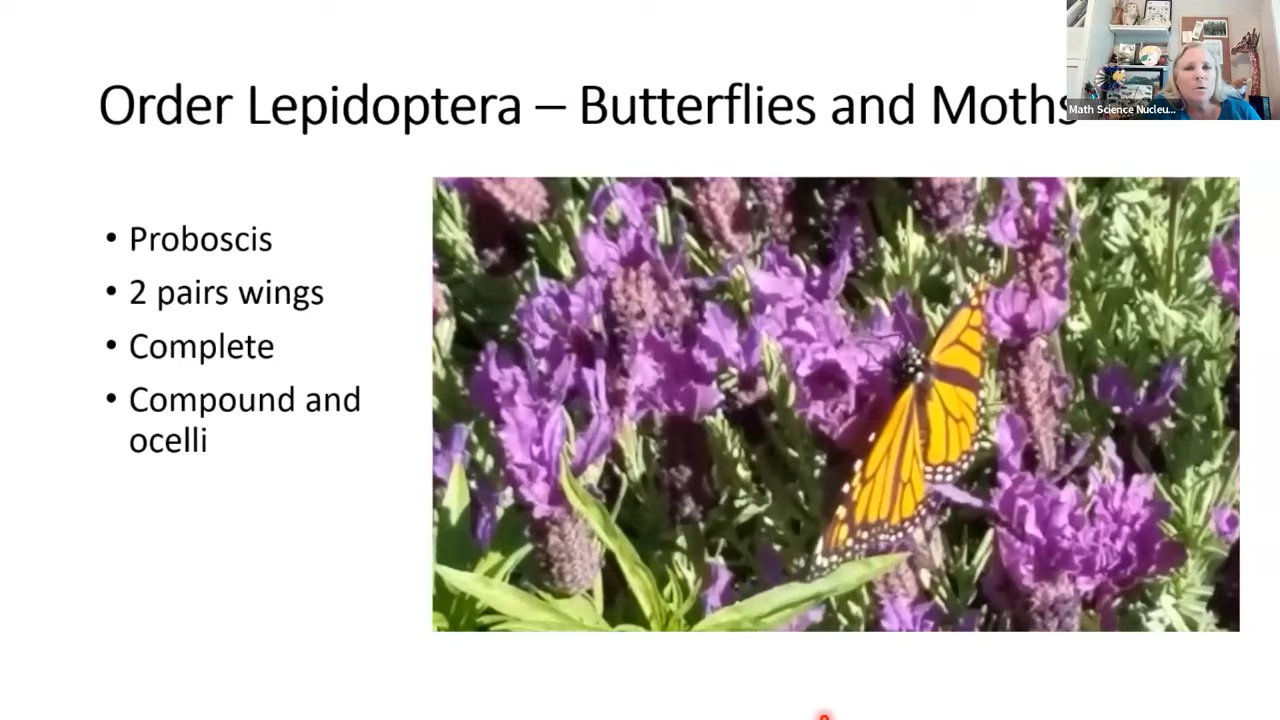 Order Lepidoptera – Butterflies and Moths
Math Science Nucleu...
• Proboscis
• 2 pairs wings
• Complete
• Compound and
ocelli